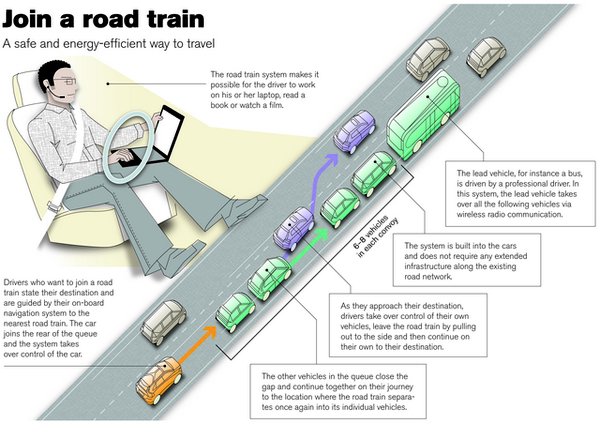 Join a road train
A safe and energy-efficient way to travel
The road train system makes it
possible for the driver to work
on his or her laptop, read a
book or watch a film.
The lead vehicle, for instance a bus,
is driven by a professional driver. In
this system, the lead vehicle takes
over all the following vehicles via
wireless radio communication.
6–8 vehicles
in each convoy
The system is built into the cars
and does not require any extended
infrastructure along the existing
road network.
Drivers who want to join a road
train state their destination and
are guided by their on-board
navigation system to the
nearest road train. The car
joins the rear of the queue
and the system takes
over control of the car.
As they approach their destination,
drivers take over control of their own
vehicles, leave the road train by pulling
out to the side and then continue on
their own to their destination.
The other vehicles in the queue close the
gap and continue together on their journey
to the location where the road train separa-
tes once again into its individual vehicles.